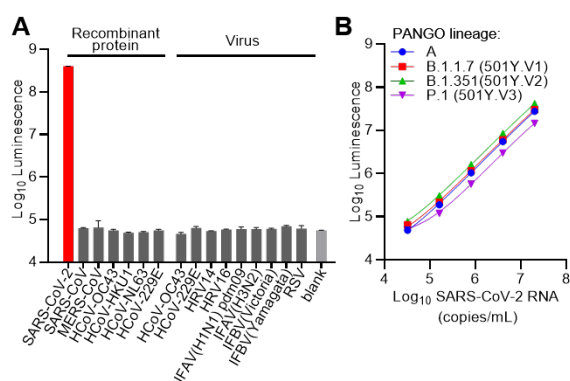 A
Recombinant
protein
Virus
Log10 Luminescence
9
8
7
6
5
4
SARS-CoV-2
SARS-CoV
MERS-CoV
HCoV-OC43
HCoV-HKU1
HCoV-NL63
HCoV-229E
HCoV-OC43
HCoV-229E
HRV14
HRV16
IFAV(H1N1) pdm09
IFAV(H3N2)
IFBV(Victoria)
IFBV(Yamagata)
RSV
blank
B
PANGO lineage:
A
B.1.1.7 (501Y.V1)
B.1.351(501Y.V2)
P.1 (501Y.V3)
Log10 Luminescence
9
8
7
6
5
4
4 5 6 7 8
Log10 SARS-CoV-2 RNA
(copies/mL)